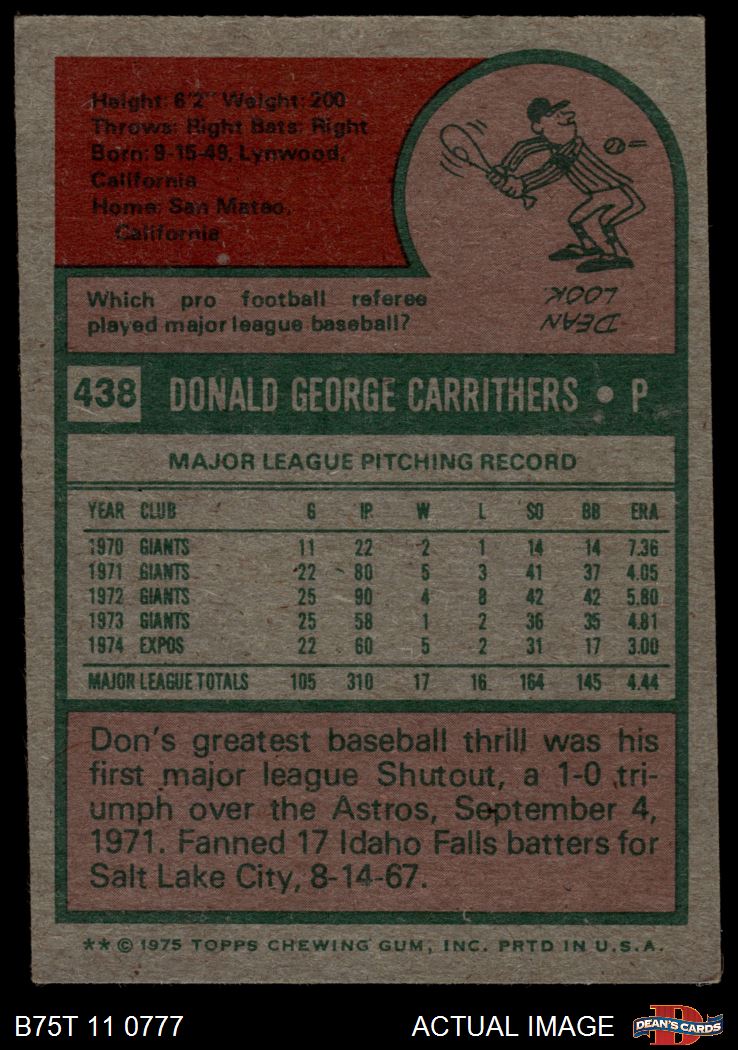 Height: 6'2" Weight: 200
Throws: Right Bats: Right
Born: 9-15-49, Lynwood,
California
Home: San Mateo,
California
Which pro football referee
played major league baseball?
DEAN
LOOK
438 DONALD GEORGE CARRITHERS • P
MAJOR LEAGUE PITCHING RECORD
YEAR CLUB G IP W L SO BB ERA
1970 GIANTS 11 22 2 1 14 14 7.36
1971 GIANTS 22 80 5 3 41 37 4.05
1972 GIANTS 25 90 4 8 42 42 5.80
1973 GIANTS 25 58 1 2 36 35 4.81
1974 EXPOS 22 60 5 2 31 17 3.00
MAJOR LEAGUE TOTALS 105 310 17 16 164 145 4.44
Don's greatest baseball thrill was his
first major league Shutout, a 1-0 tri-
umph over the Astros, September 4,
1971. Fanned 17 Idaho Falls batters for
Salt Lake City, 8-14-67.
** © 1975 TOPPS CHEWING GUM, INC. PRTD IN U.S.A.
B75T 11 0777 ACTUAL IMAGE DEAN'S CARDS